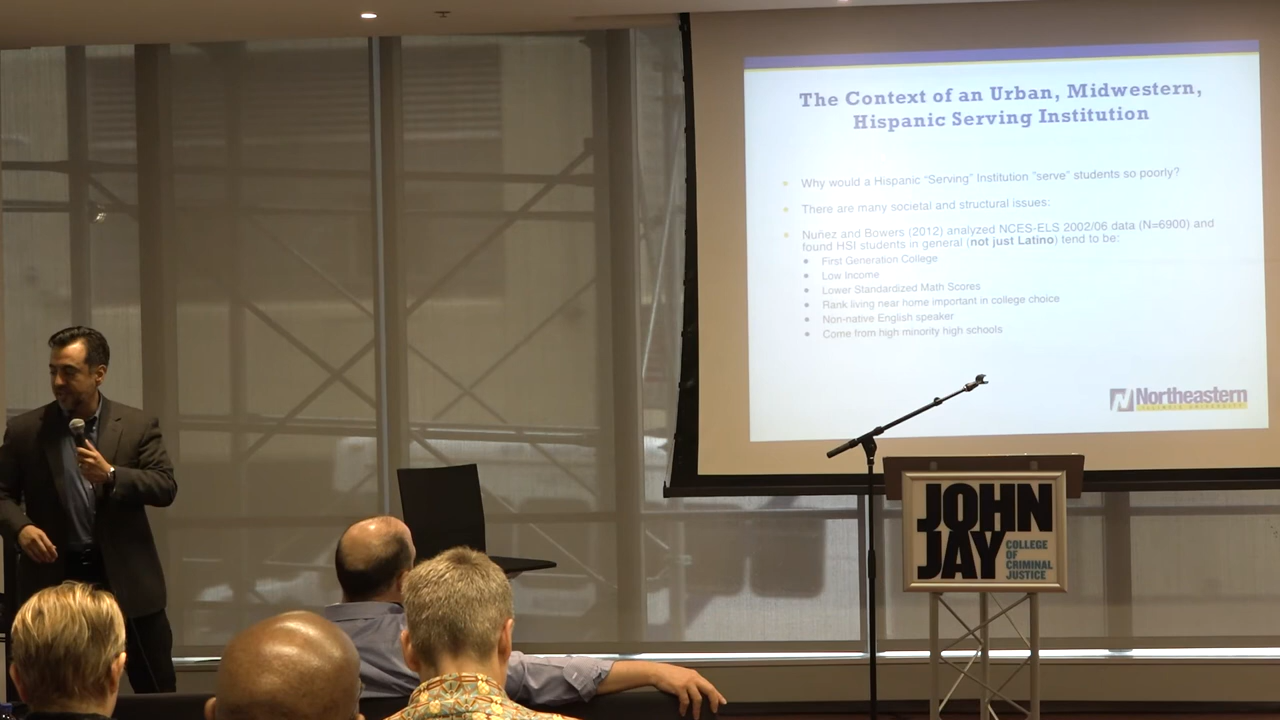 The Context of an Urban, Midwestern,
Hispanic Serving Institution
Why would a Hispanic “Serving” Institution ”serve” students so poorly?
There are many societal and structural issues:
Nuñez and Bowers (2012) analyzed NCES-ELS 2002/06 data (N=6900) and
found HSI students in general (not just Latino) tend to be:
First Generation College
Low Income
Lower Standardized Math Scores
Rank living near home important in college choice
Non-native English speaker
Come from high minority high schools
N Northeastern
ILLINOIS UNIVERSITY
JOHN
JAY
COLLEGE
OF
CRIMINAL
JUSTICE